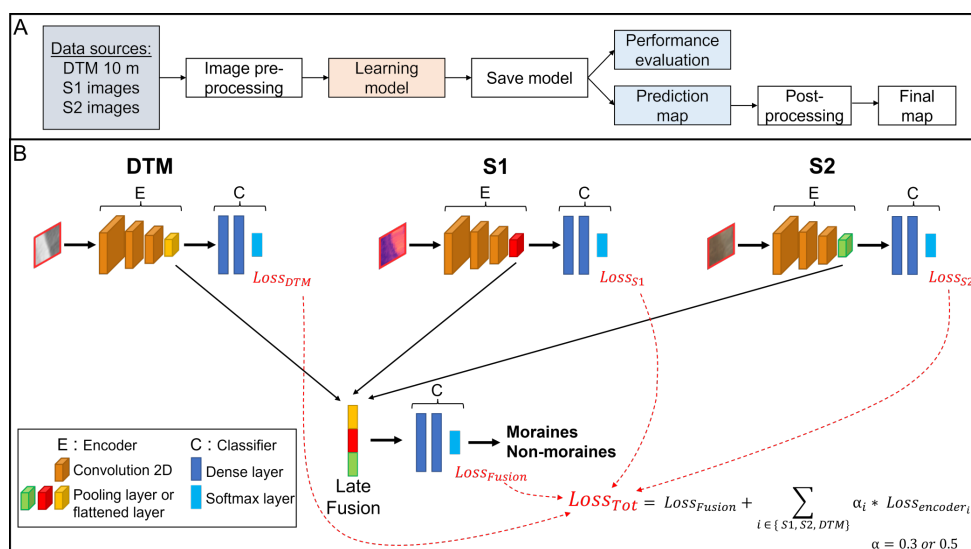 A
Data sources:
DTM 10 m
S1 images
S2 images
Image pre-
processing
Learning
model
Save model
Performance
evaluation
Prediction
map
Post-
processing
Final
map
B
DTM
S1
S2
E
C
E
C
E
C
Loss_DTM
Loss_S1
Loss_S2
C
Moraines
Non-moraines
Loss_Fusion
Late
Fusion
Loss_Tot = Loss_Fusion + ∑ α_i * Loss_encoder_i
i ∈ { S1, S2, DTM}
α = 0.3 or 0.5
E : Encoder
Convolution 2D
Pooling layer or
flattened layer
C : Classifier
Dense layer
Softmax layer